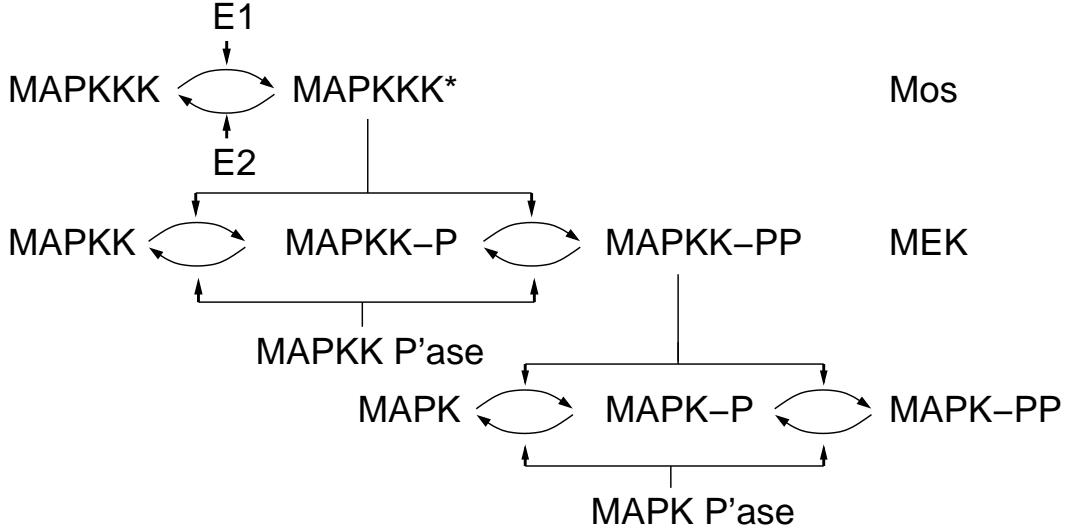 E1
MAPKKK MAPKKK* Mos
E2
MAPKK MAPKK–P MAPKK–PP MEK
MAPKK P'ase
MAPK MAPK–P MAPK–PP
MAPK P'ase